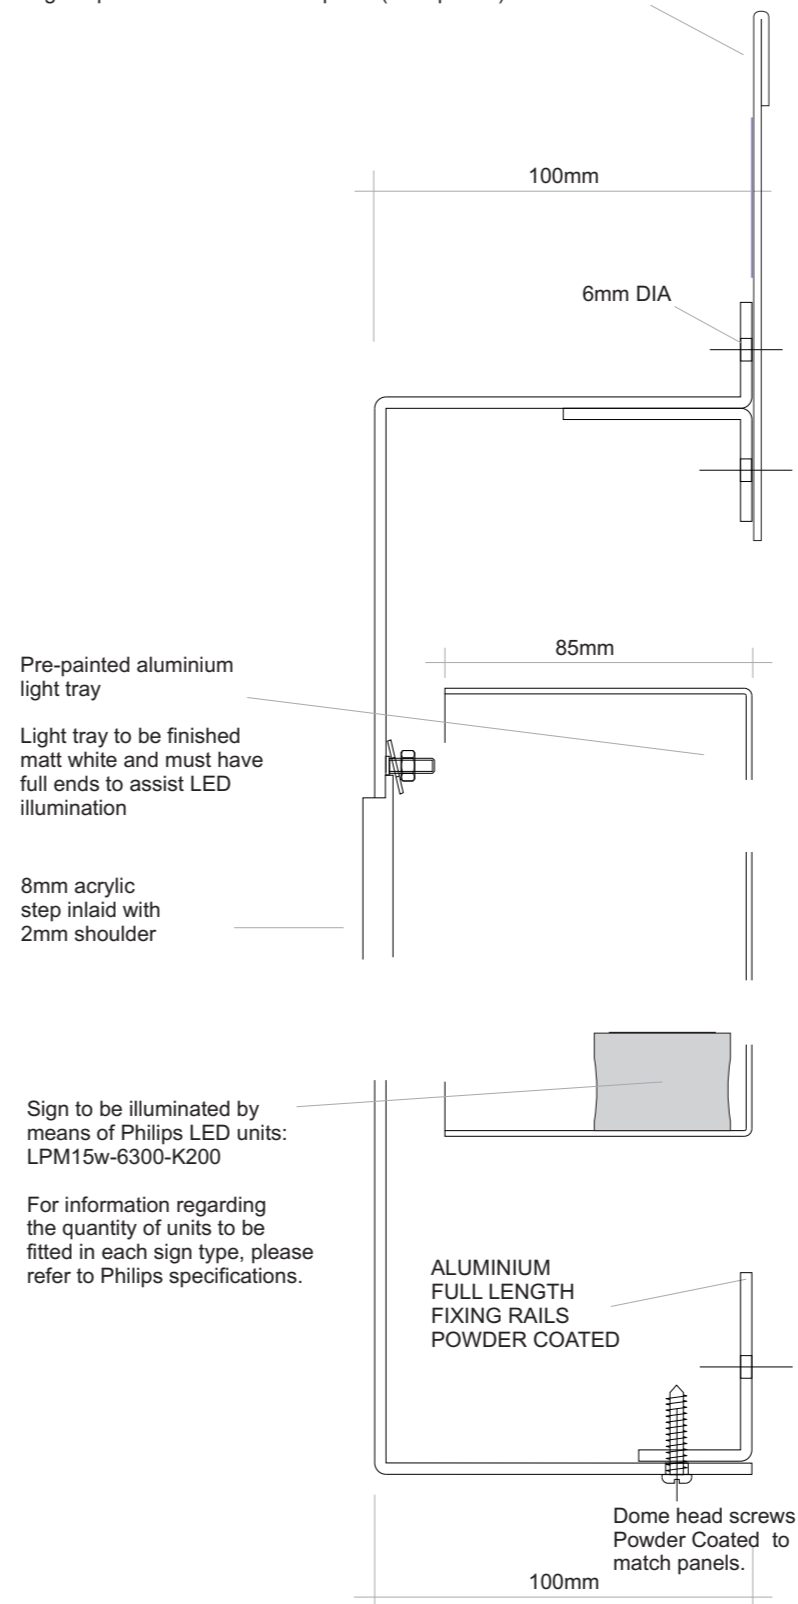 100mm
6mm DIA
85mm
Pre-painted aluminium
light tray
Light tray to be finished
matt white and must have
full ends to assist LED
illumination
8mm acrylic
step inlaid with
2mm shoulder
Sign to be illuminated by
means of Philips LED units:
LPM15w-6300-K200
For information regarding
the quantity of units to be
fitted in each sign type, please
refer to Philips specifications.
ALUMINIUM
FULL LENGTH
FIXING RAILS
POWDER COATED
Dome head screws
Powder Coated to
match panels.
100mm